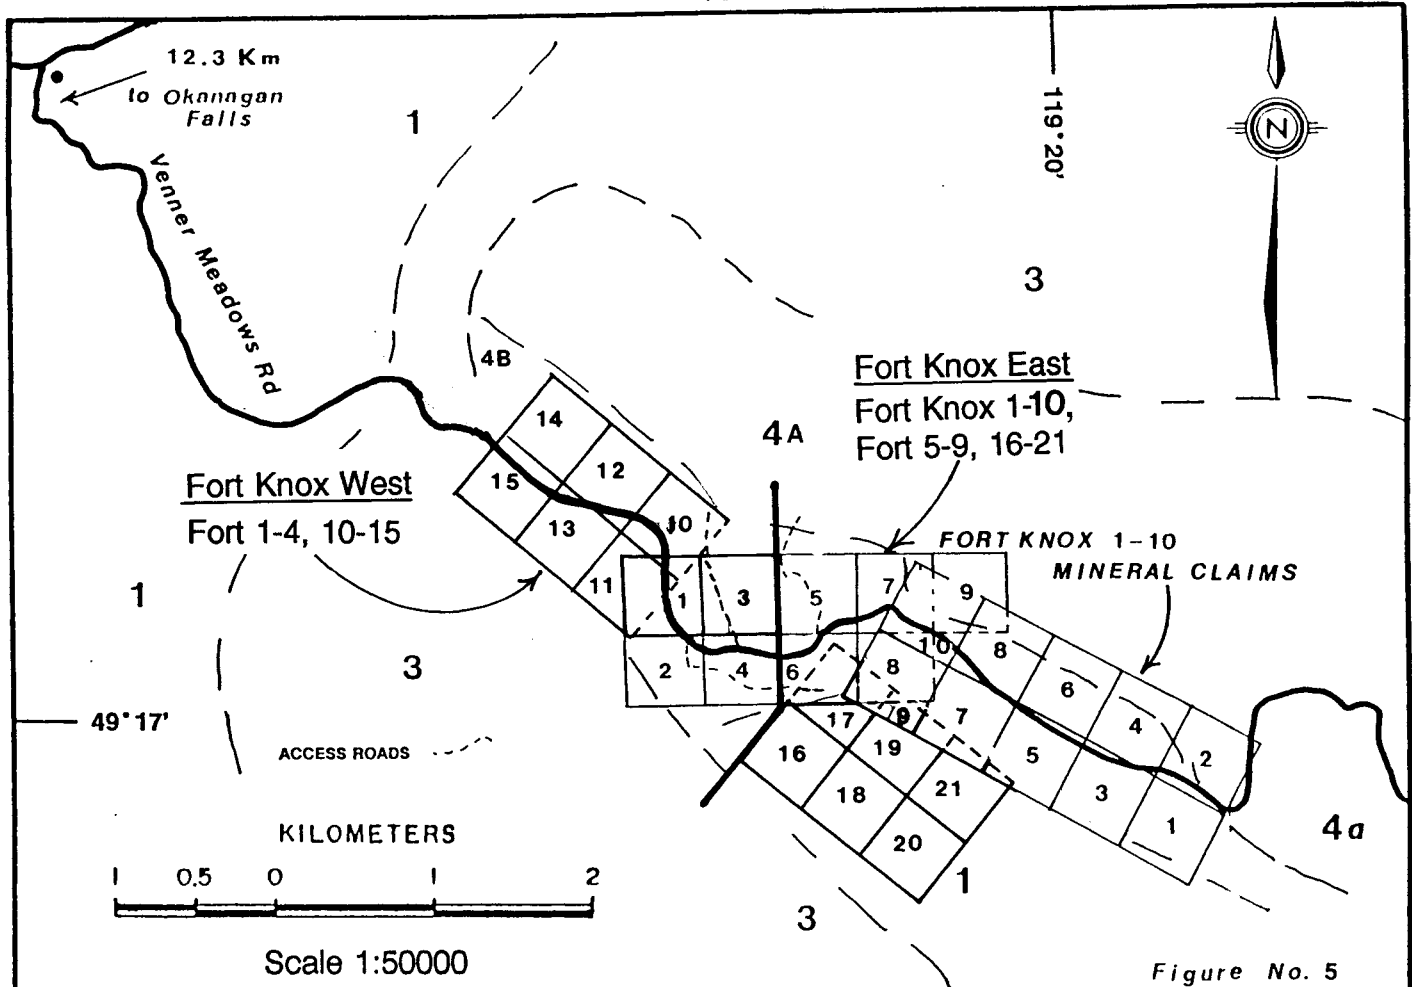 12.3 Km
to Okanagan
Falls
1
119°20'
N
Venner Meadows Rd
3
4B
Fort Knox East
Fort Knox 1-10,
Fort 5-9, 16-21
4A
14
12
15
10
13
11
Fort Knox West
Fort 1-4, 10-15
FORT KNOX 1-10
MINERAL CLAIMS
1
3
5
7
9
1
2
4
6
8
10
8
6
4
2
3
49°17'
17
9
7
5
3
1
16
19
18
21
20
ACCESS ROADS
KILOMETERS
1 0.5 0 1 2
Scale 1:50000
4a
1
3
Figure No. 5